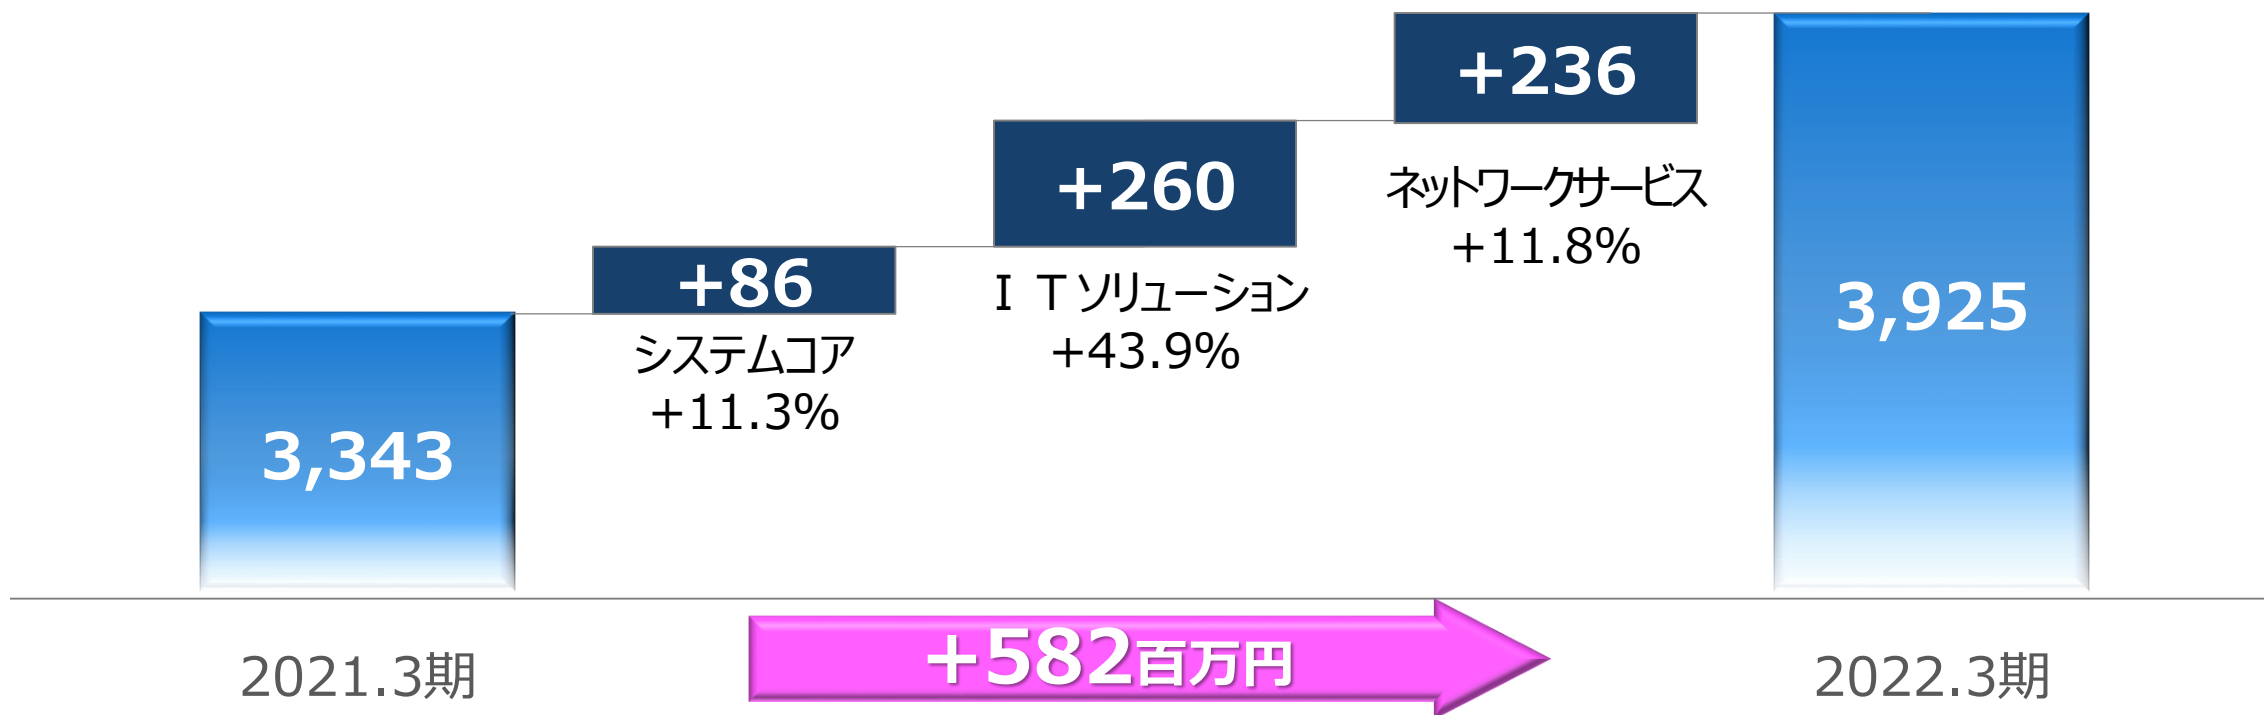 3,343
+86
システムコア
+11.3%
+260
ＩＴソリューション
+43.9%
+236
ネットワークサービス
+11.8%
3,925
+582百万円
2021.3期
2022.3期